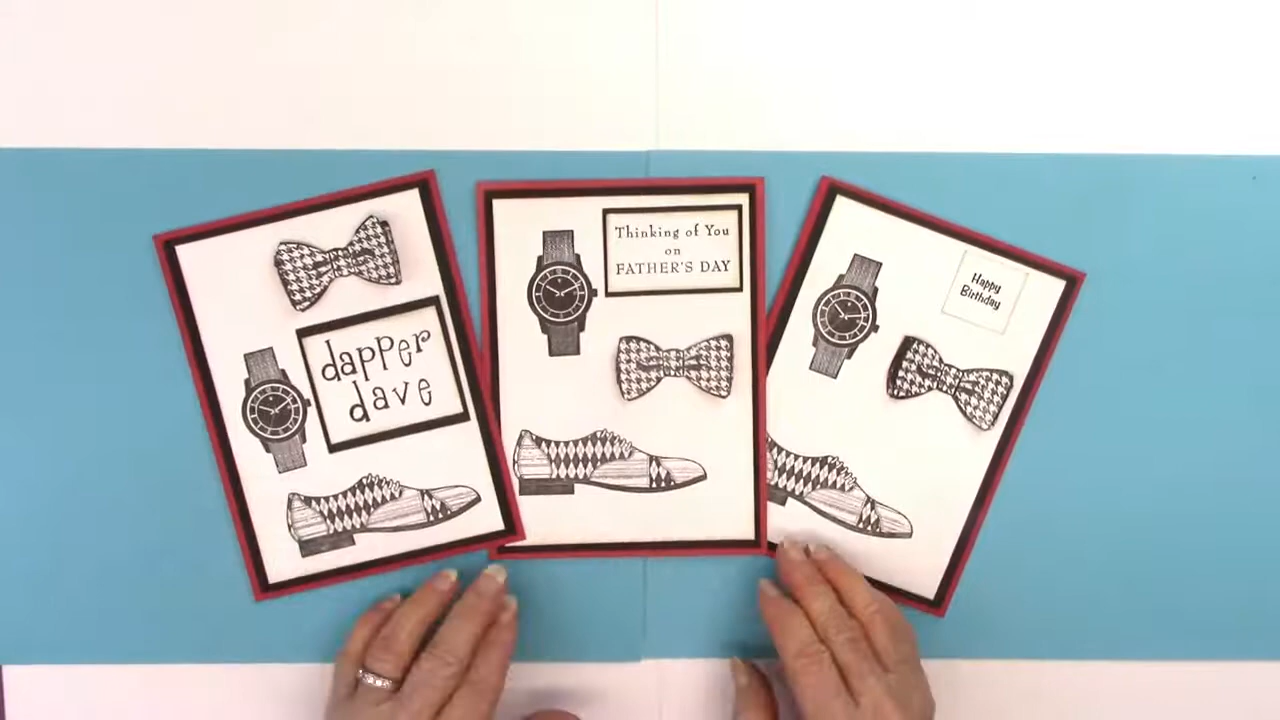 dapper
dave
Thinking of You
on
FATHER'S DAY
Happy
Birthday